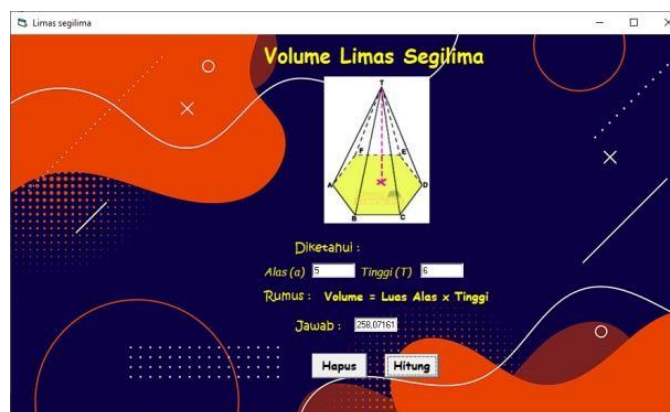 Limas segilima
Volume Limas Segilima
T
F E
A D
B C
Diketahui :
Alas (a) 5 Tinggi (T) 6
Rumus : Volume = Luas Alas x Tinggi
Jawab : 258,07161
Hapus Hitung